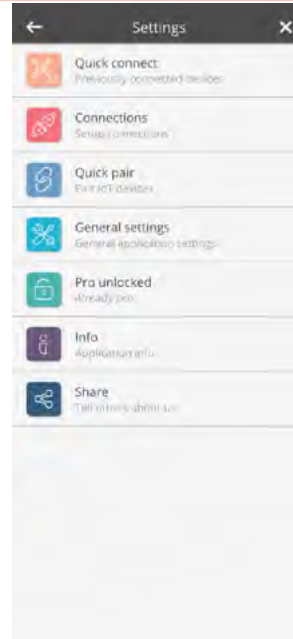 Settings
Quick connect
Previously connected devices
Connections
Setup connections
Quick pair
Pair IoT devices
General settings
General application settings
Pro unlocked
Already pro
Info
Application info
Share
Tell others about us